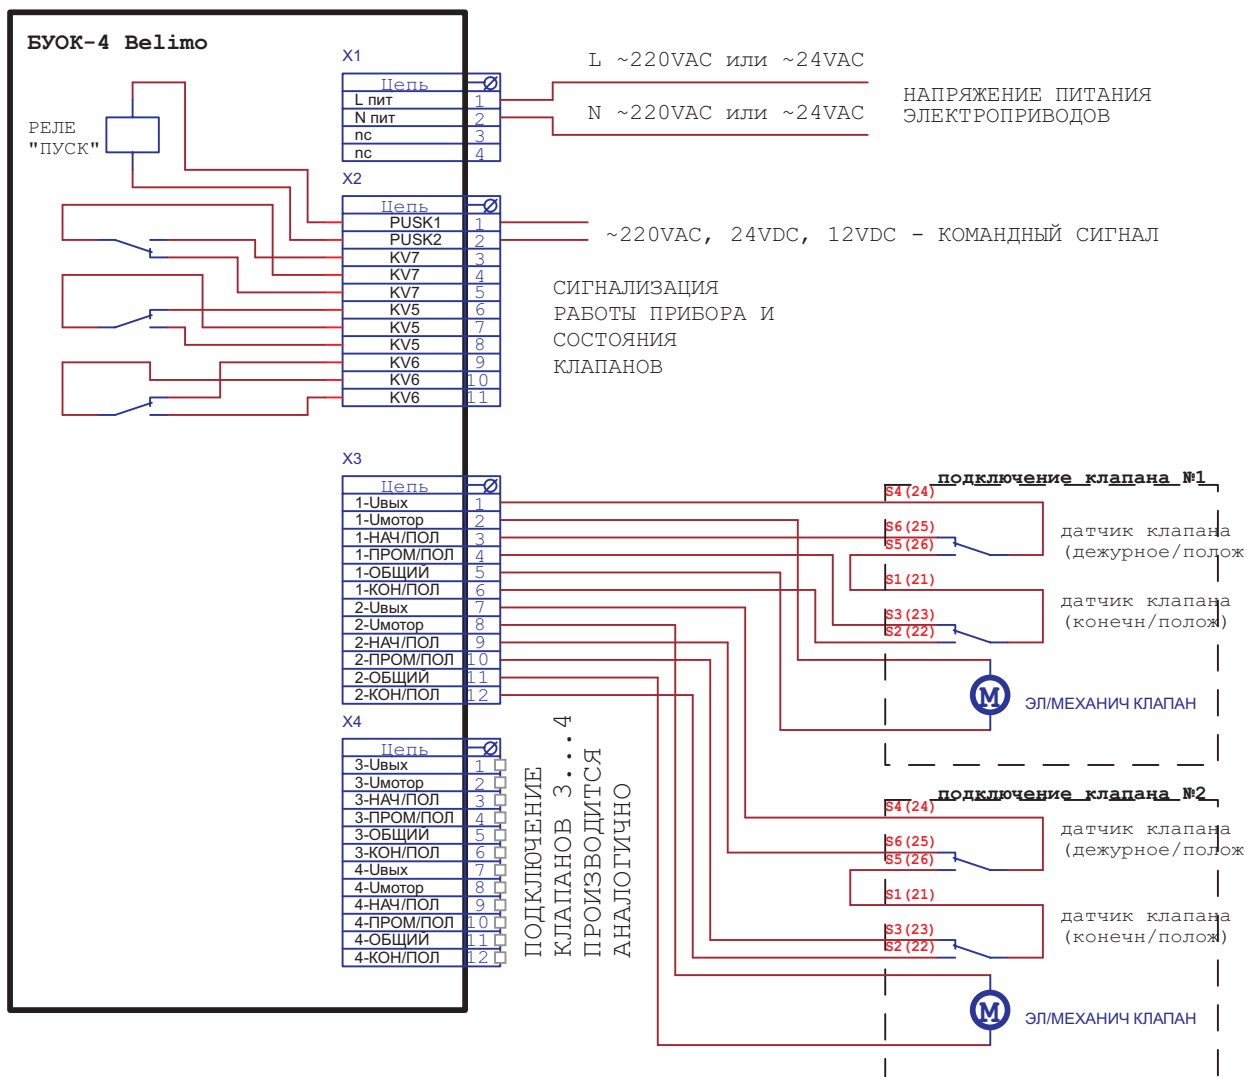 БУОК-4 Belimo
РЕЛЕ
"ПУСК"
X1
Цепь
L пит 1
N пит 2
nc 3
nc 4
L ~220VAC или ~24VAC
N ~220VAC или ~24VAC
НАПРЯЖЕНИЕ ПИТАНИЯ
ЭЛЕКТРОПРИВОДОВ
X2
Цепь
PUSK1 1
PUSK2 2
KV7 3
KV7 4
KV7 5
KV5 6
KV5 7
KV5 8
KV6 9
KV6 10
KV6 11
~220VAC, 24VDC, 12VDC - КОМАНДНЫЙ СИГНАЛ
СИГНАЛИЗАЦИЯ
РАБОТЫ ПРИБОРА И
СОСТОЯНИЯ
КЛАПАНОВ
X3
Цепь
1-Uвых 1
1-Uмотор 2
1-НАЧ/ПОЛ 3
1-ПРОМ/ПОЛ 4
1-ОБЩИЙ 5
1-КОН/ПОЛ 6
2-Uвых 7
2-Uмотор 8
2-НАЧ/ПОЛ 9
2-ПРОМ/ПОЛ 10
2-ОБЩИЙ 11
2-КОН/ПОЛ 12
подключение клапана №1
S4(24)
S6(25)
S5(26)
датчик клапана
(дежурное/полож
S1(21)
S3(23)
S2(22)
датчик клапана
(конечн/полож)
М
ЭЛ/МЕХАНИЧ КЛАПАН
X4
Цепь
3-Uвых 1
3-Uмотор 2
3-НАЧ/ПОЛ 3
3-ПРОМ/ПОЛ 4
3-ОБЩИЙ 5
3-КОН/ПОЛ 6
4-Uвых 7
4-Uмотор 8
4-НАЧ/ПОЛ 9
4-ПРОМ/ПОЛ 10
4-ОБЩИЙ 11
4-КОН/ПОЛ 12
ПОДКЛЮЧЕНИЕ
КЛАПАНОВ 3...4
ПРОИЗВОДИТСЯ
АНАЛОГИЧНО
подключение клапана №2
S4(24)
S6(25)
S5(26)
датчик клапана
(дежурное/полож
S1(21)
S3(23)
S2(22)
датчик клапана
(конечн/полож)
М
ЭЛ/МЕХАНИЧ КЛАПАН